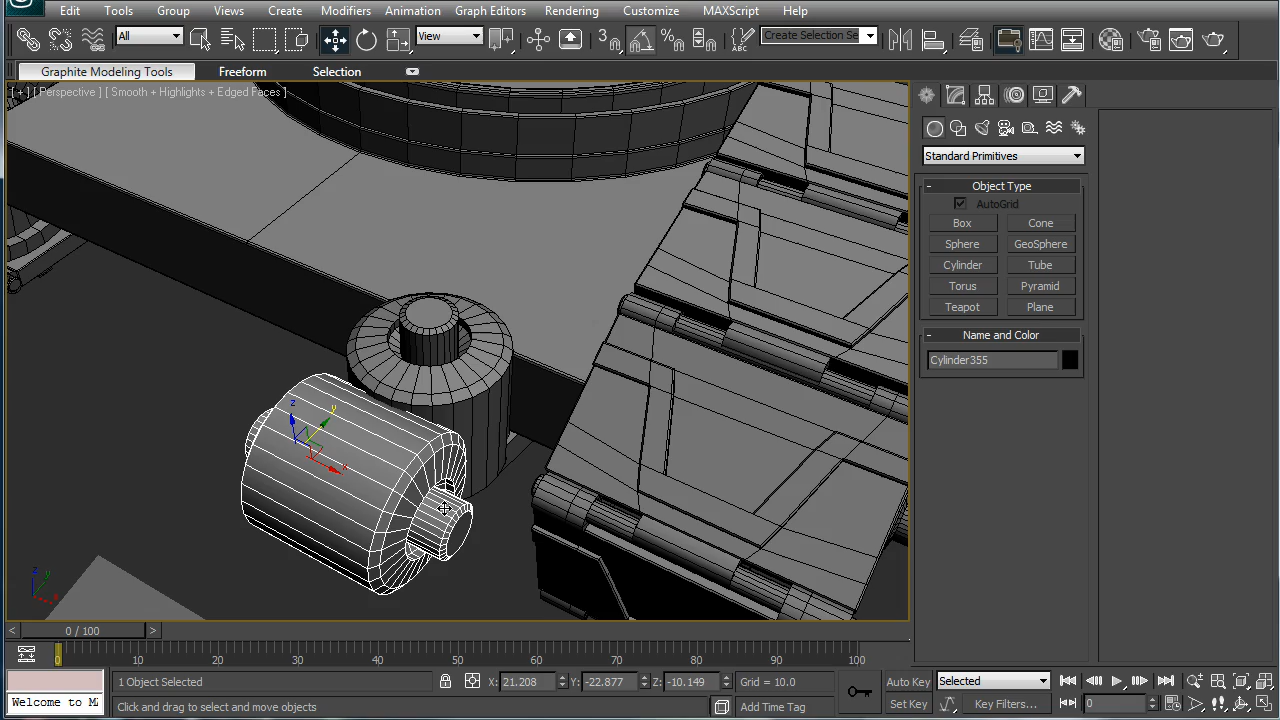 Edit Tools Group Views Create Modifiers Animation Graph Editors Rendering Customize MAXScript Help
All View 3 Create Selection Se
Graphite Modeling Tools Freeform Selection
[ + ] [ Perspective ] [ Smooth + Highlights + Edged Faces ]
Standard Primitives
- Object Type
AutoGrid
Box Cone
Sphere GeoSphere
Cylinder Tube
Torus Pyramid
Teapot Plane
- Name and Color
Cylinder355
z y x
z y x
< 0 / 100 >
0 10 20 30 40 50 60 70 80 90 100
1 Object Selected X: 21.208 Y: -22.877 Z: -10.149 Grid = 10.0 Auto Key Selected
Welcome to M Click and drag to select and move objects Add Time Tag Set Key Key Filters... 0